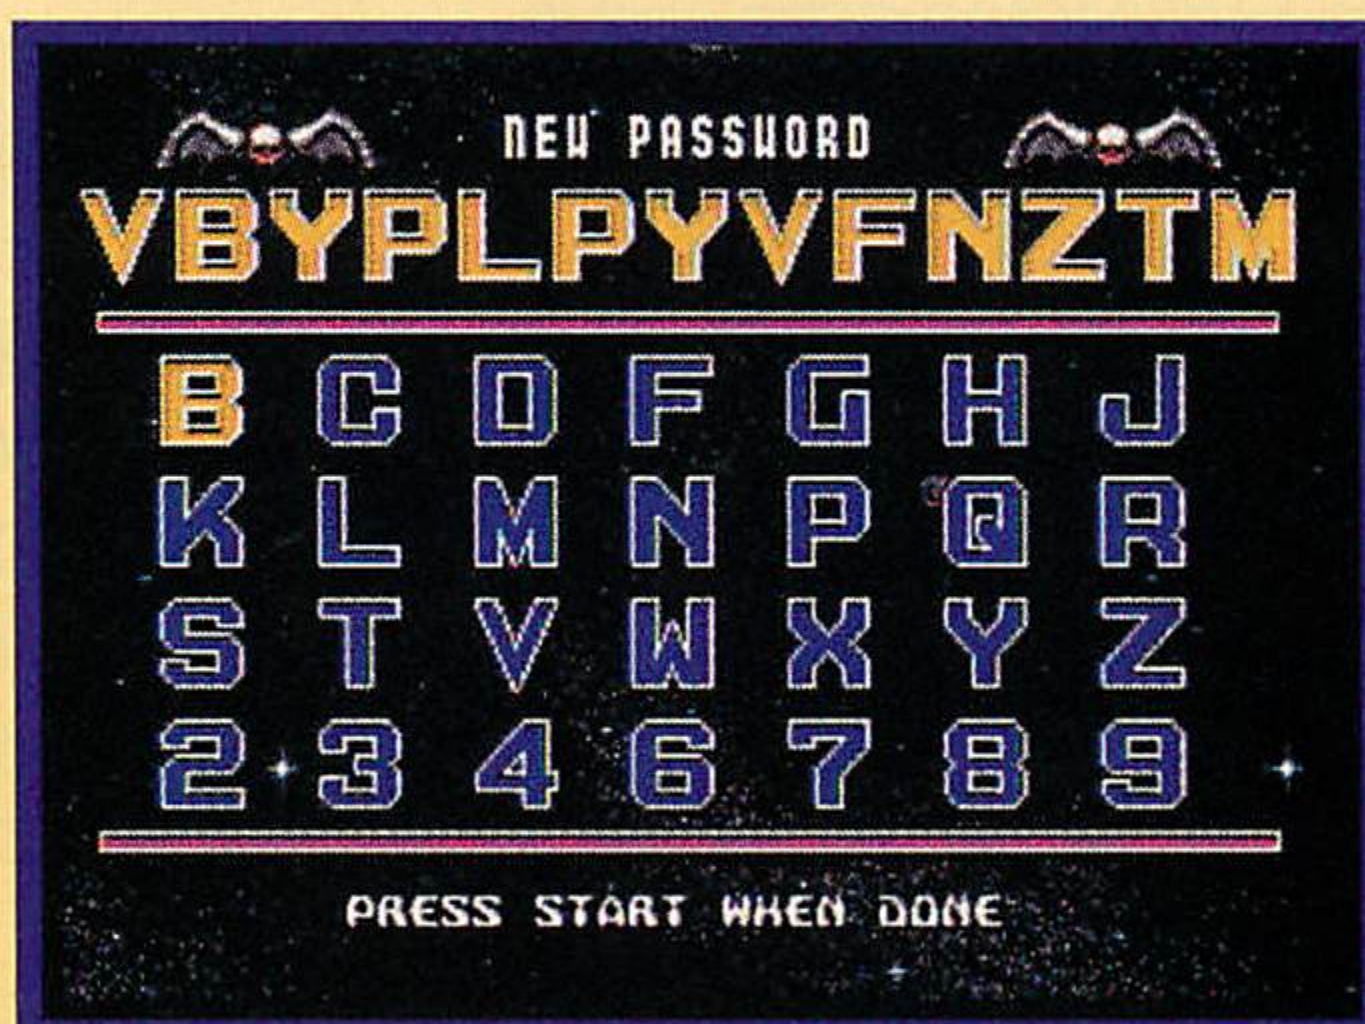 NEW PASSWORD
VBYPLPYVFNZTM
B C D F G H J
K L M N P Q R
S T V W X Y Z
2 3 4 6 7 8 9
PRESS START WHEN DONE